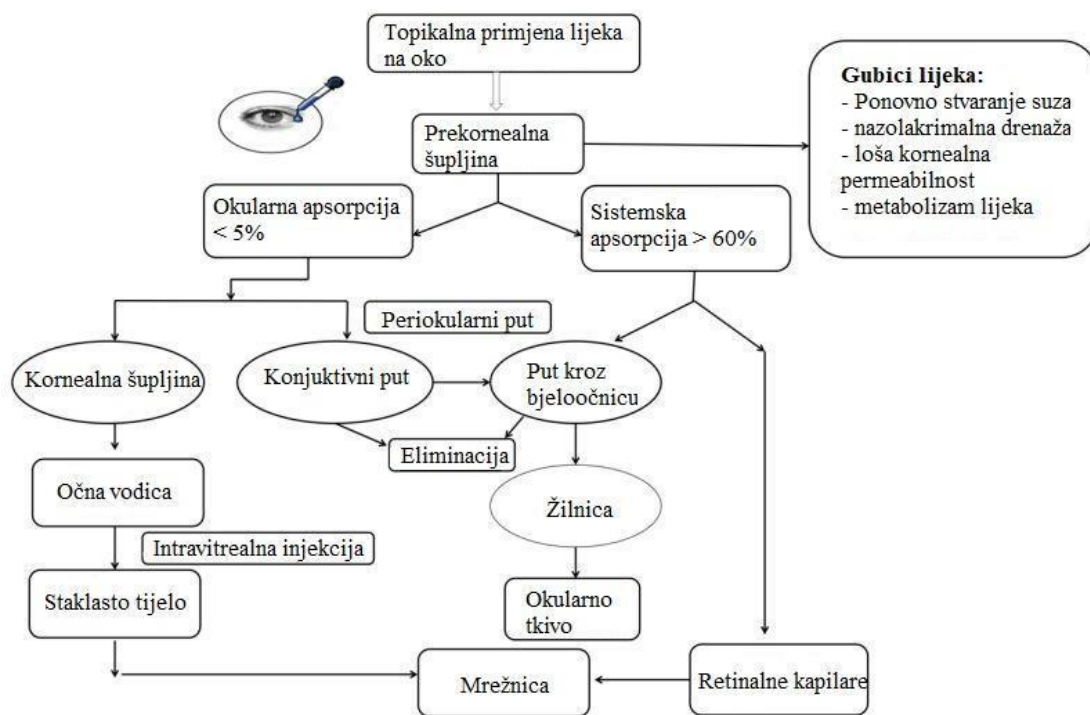 Topikalna primjena lijeka
na oko
Gubici lijeka:
- Ponovno stvaranje suza
- nazolakrimalna drenaža
- loša kornealna
permeabilnost
- metabolizam lijeka
Prekornealna
šupljina
Okularna apsorpcija
< 5%
Sistemska
apsorpcija > 60%
Periokularni put
Kornealna šupljina
Konjuktivni put
Put kroz
bjeloočnicu
Eliminacija
Očna vodica
Žilnica
Intravitrealna injekcija
Staklasto tijelo
Okularno
tkivo
Mrežnica
Retinalne kapilare